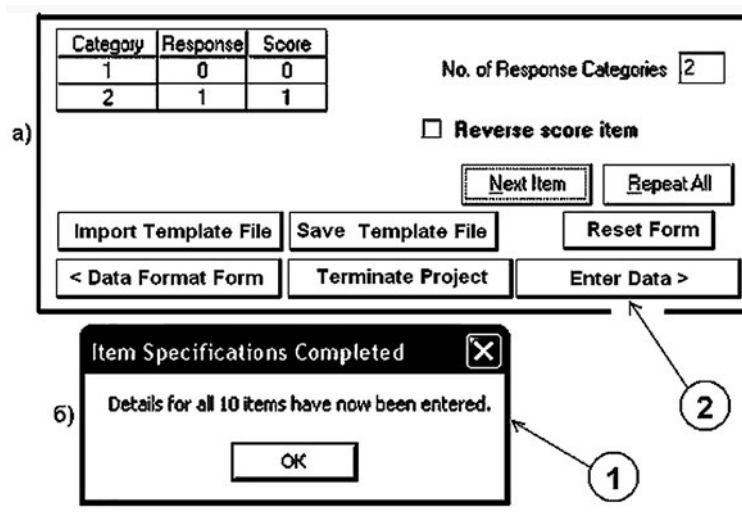 а)
Category Response Score
1 0 0
2 1 1
No. of Response Categories 2
Reverse score item
Next Item Repeat All
Import Template File Save Template File Reset Form
< Data Format Form Terminate Project Enter Data >
2
б)
Item Specifications Completed
Details for all 10 items have now been entered.
OK
1